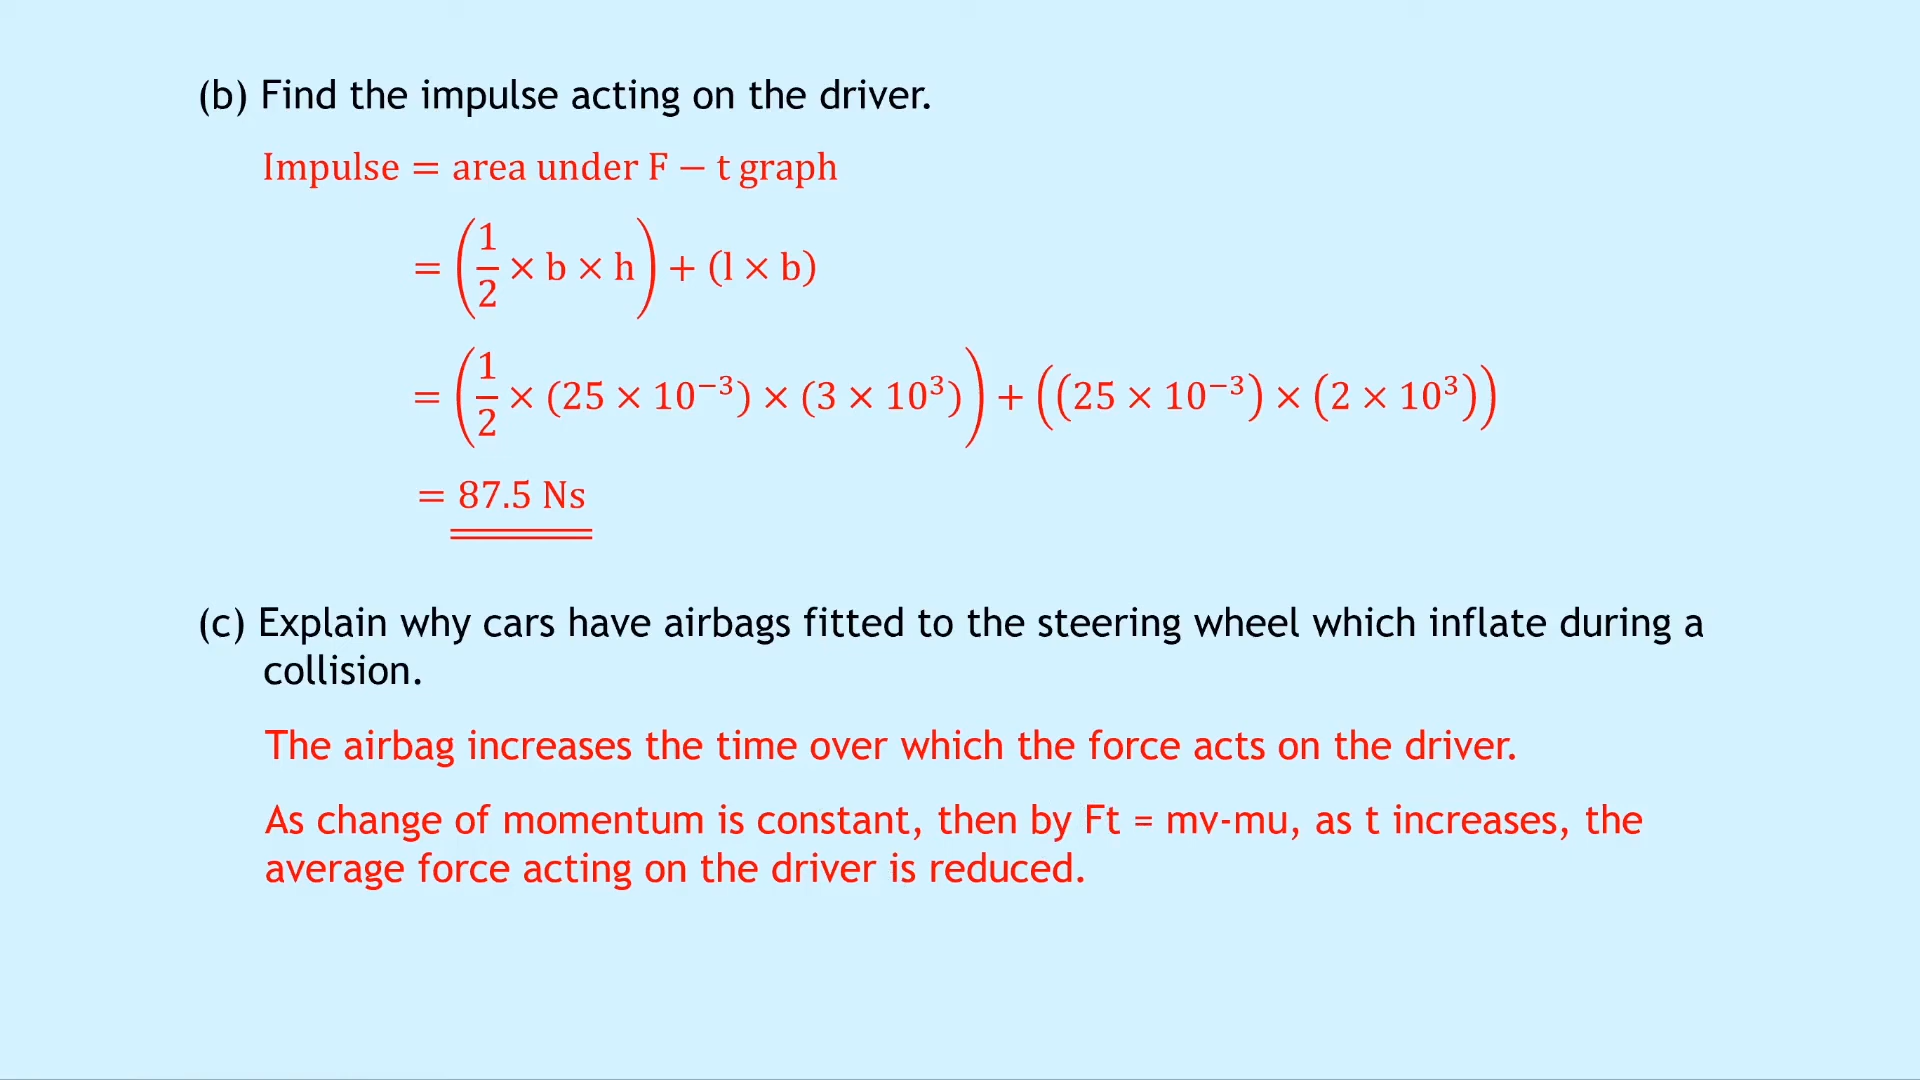 (b) Find the impulse acting on the driver.
Impulse = area under F − t graph
= (1/2 × b × h) + (l × b)
= (1/2 × (25 × 10⁻³) × (3 × 10³)) + ((25 × 10⁻³) × (2 × 10³))
= 87.5 Ns
(c) Explain why cars have airbags fitted to the steering wheel which inflate during a
collision.
The airbag increases the time over which the force acts on the driver.
As change of momentum is constant, then by Ft = mv-mu, as t increases, the
average force acting on the driver is reduced.